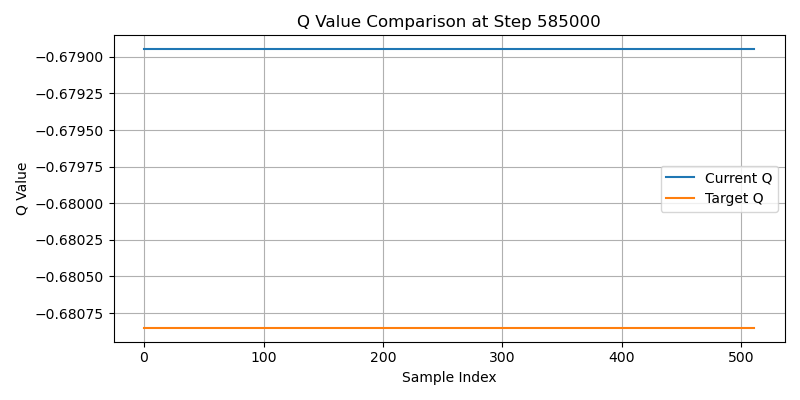 Q Value Comparison at Step 585000
−0.67900
−0.67925
−0.67950
−0.67975
−0.68000
−0.68025
−0.68050
−0.68075
Q Value
Current Q
Target Q
0
100
200
300
400
500
Sample Index